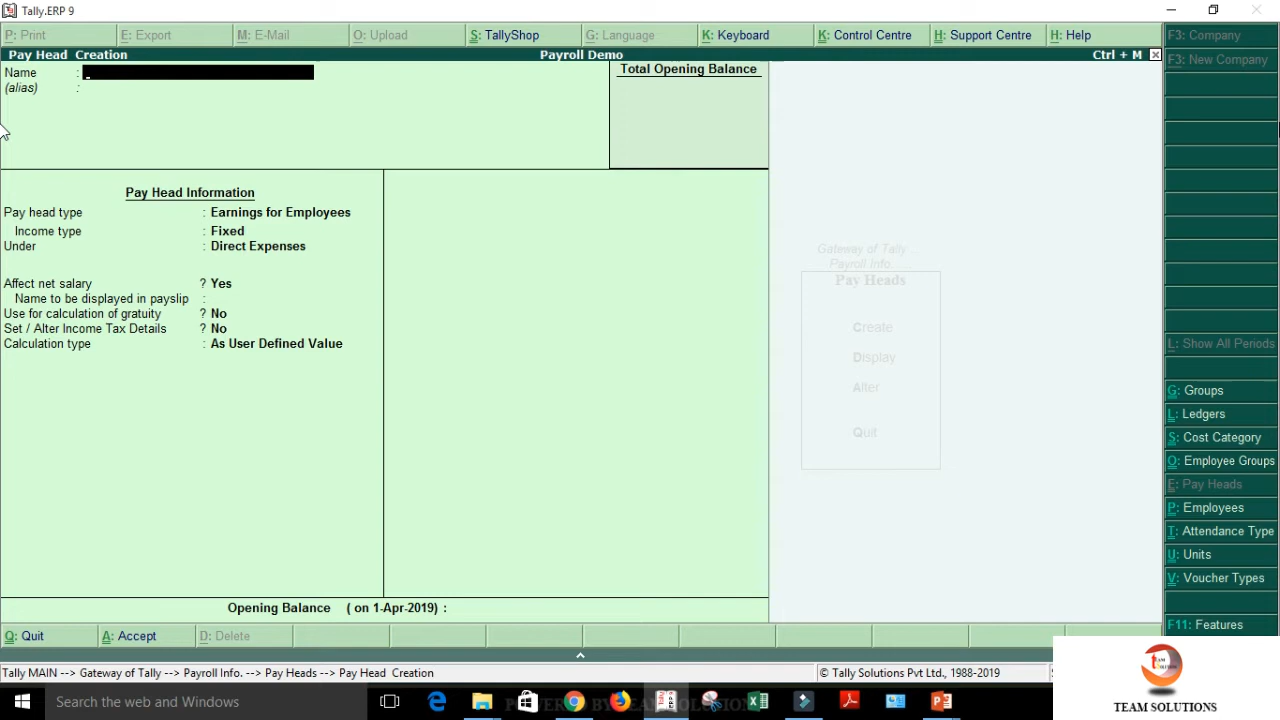 Tally.ERP 9
P: Print E: Export M: E-Mail O: Upload S: TallyShop G: Language K: Keyboard K: Control Centre H: Support Centre H: Help
F3: Company
F3: New Company
Pay Head Creation Payroll Demo Ctrl + M
Name :
(alias) :
Total Opening Balance
Pay Head Information
Pay head type : Earnings for Employees
Income type : Fixed
Under : Direct Expenses
Affect net salary ? Yes
Name to be displayed in payslip :
Use for calculation of gratuity ? No
Set / Alter Income Tax Details ? No
Calculation type : As User Defined Value
Gateway of Tally ...
Payroll Info.
Pay Heads
Create
Display
Alter
Quit
L: Show All Periods
G: Groups
L: Ledgers
S: Cost Category
O: Employee Groups
E: Pay Heads
P: Employees
T: Attendance Type
U: Units
V: Voucher Types
F11: Features
Opening Balance ( on 1-Apr-2019) :
Q: Quit A: Accept D: Delete
Tally MAIN --> Gateway of Tally --> Payroll Info. --> Pay Heads --> Pay Head Creation © Tally Solutions Pvt Ltd., 1988-2019
Search the web and Windows
POWERED BY TEAM SOLUTION
TEAM SOLUTIONS